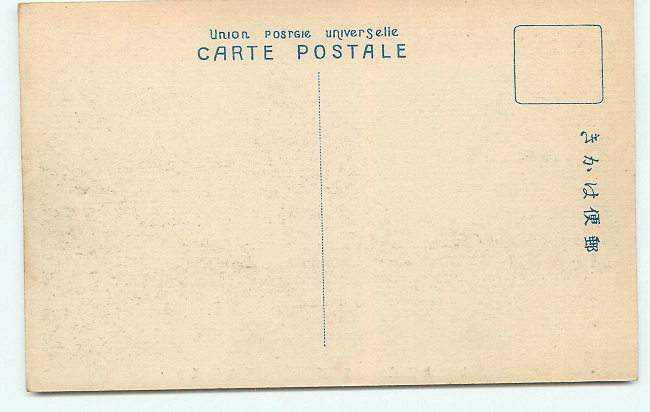 Union Postgie Universelle
CARTE POSTALE
郵便はかき